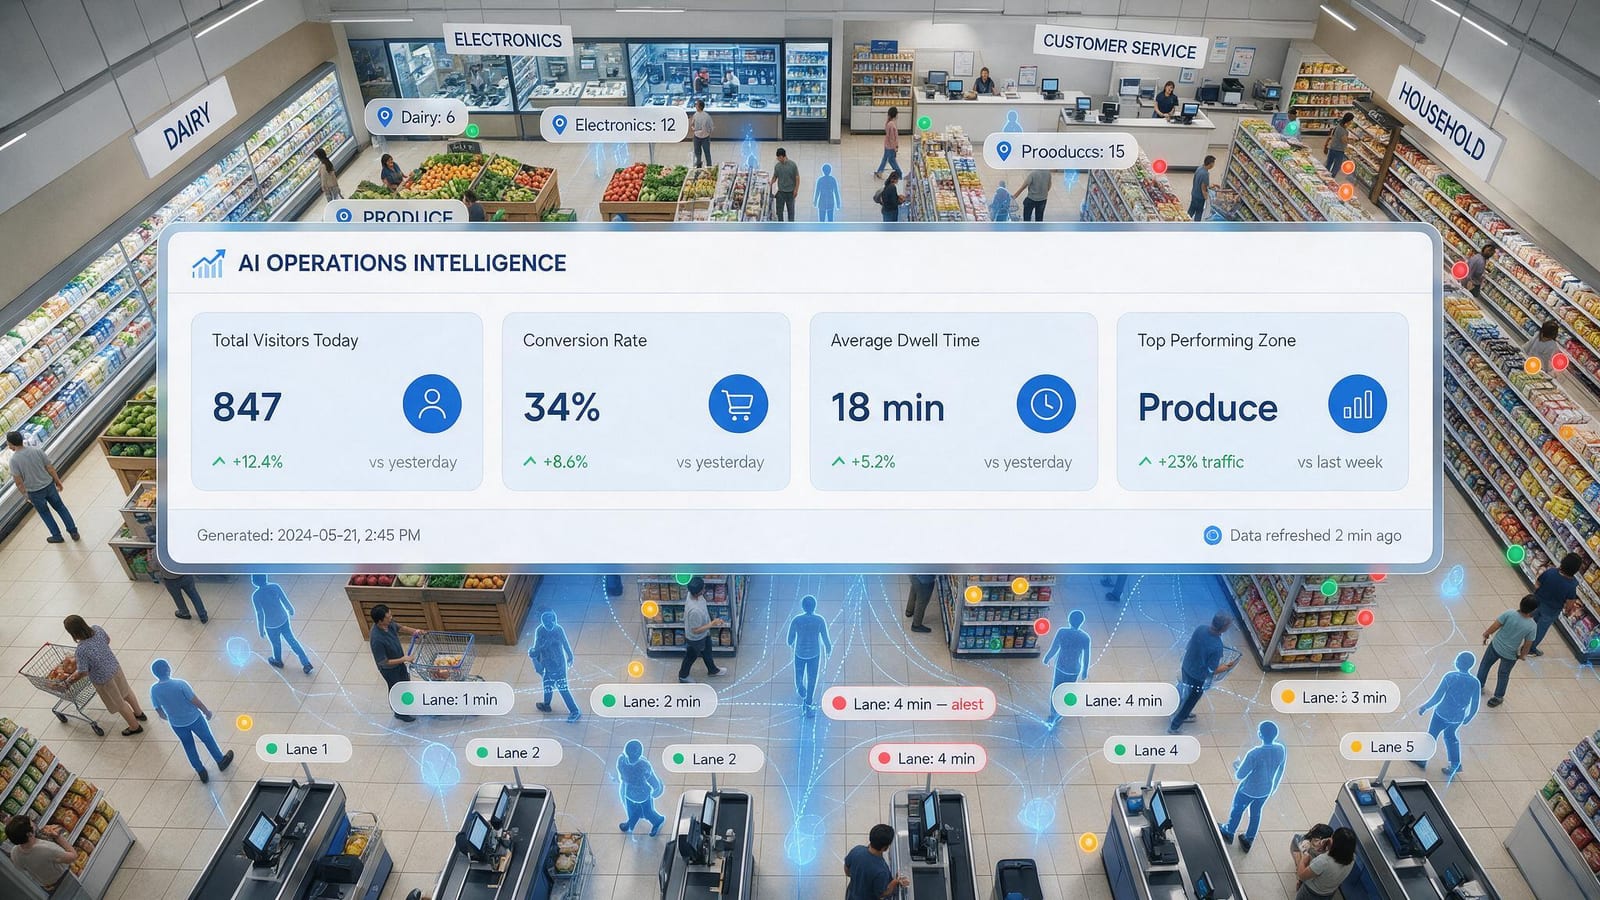 ELECTRONICS
CUSTOMER SERVICE
DAIRY
HOUSEHOLD
Dairy: 6
Electronics: 12
Prooduccs: 15
PRODUCE
AI OPERATIONS INTELLIGENCE
Total Visitors Today
847
+12.4%
vs yesterday
Conversion Rate
34%
+8.6%
vs yesterday
Average Dwell Time
18 min
+5.2%
vs yesterday
Top Performing Zone
Produce
+23% traffic
vs last week
Generated: 2024-05-21, 2:45 PM
Data refreshed 2 min ago
Lane: 1 min
Lane: 2 min
Lane: 4 min – alest
Lane: 4 min
Lane: 3 min
Lane 1
Lane 2
Lane 2
Lane: 4 min
Lane 4
Lane 5